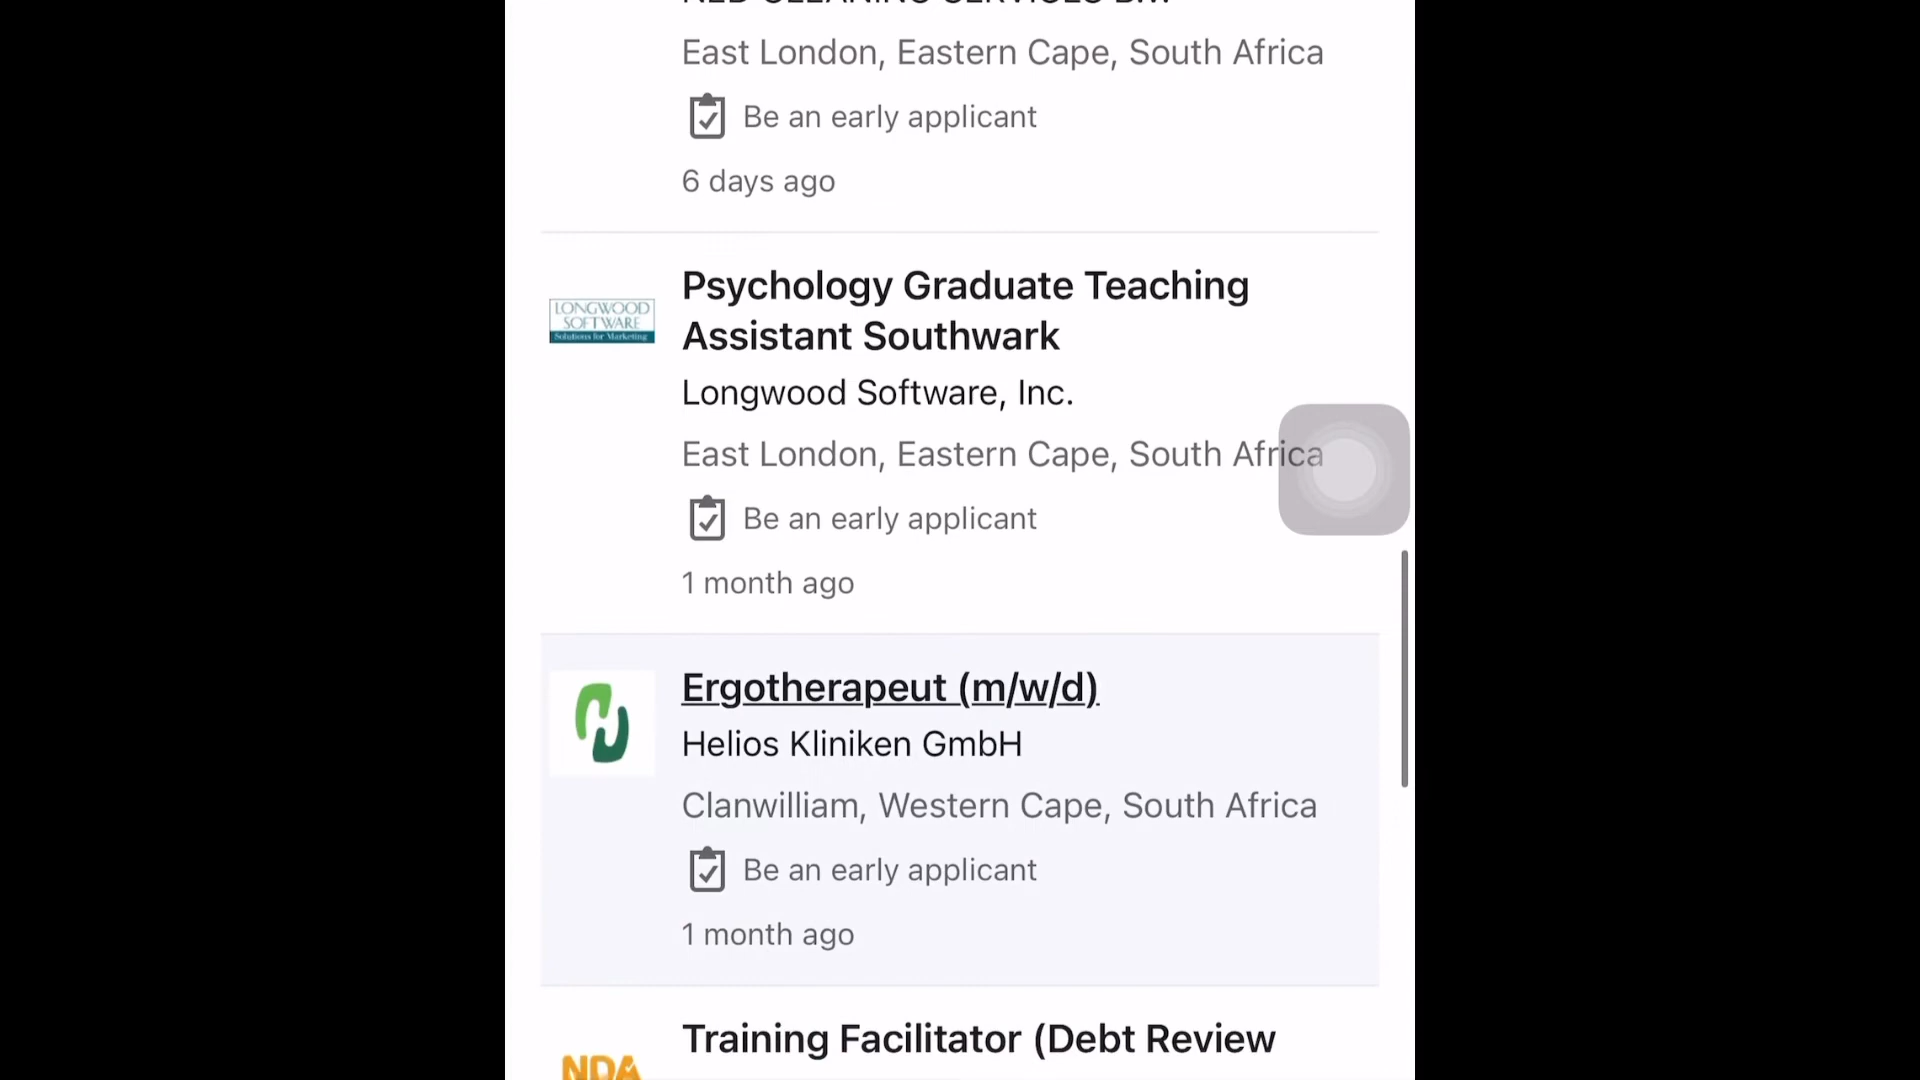 East London, Eastern Cape, South Africa
Be an early applicant
6 days ago
LONGWOOD
SOFTWARE
Solutions for Marketing
Psychology Graduate Teaching
Assistant Southwark
Longwood Software, Inc.
East London, Eastern Cape, South Africa
Be an early applicant
1 month ago
Ergotherapeut (m/w/d)
Helios Kliniken GmbH
Clanwilliam, Western Cape, South Africa
Be an early applicant
1 month ago
Training Facilitator (Debt Review
NDA